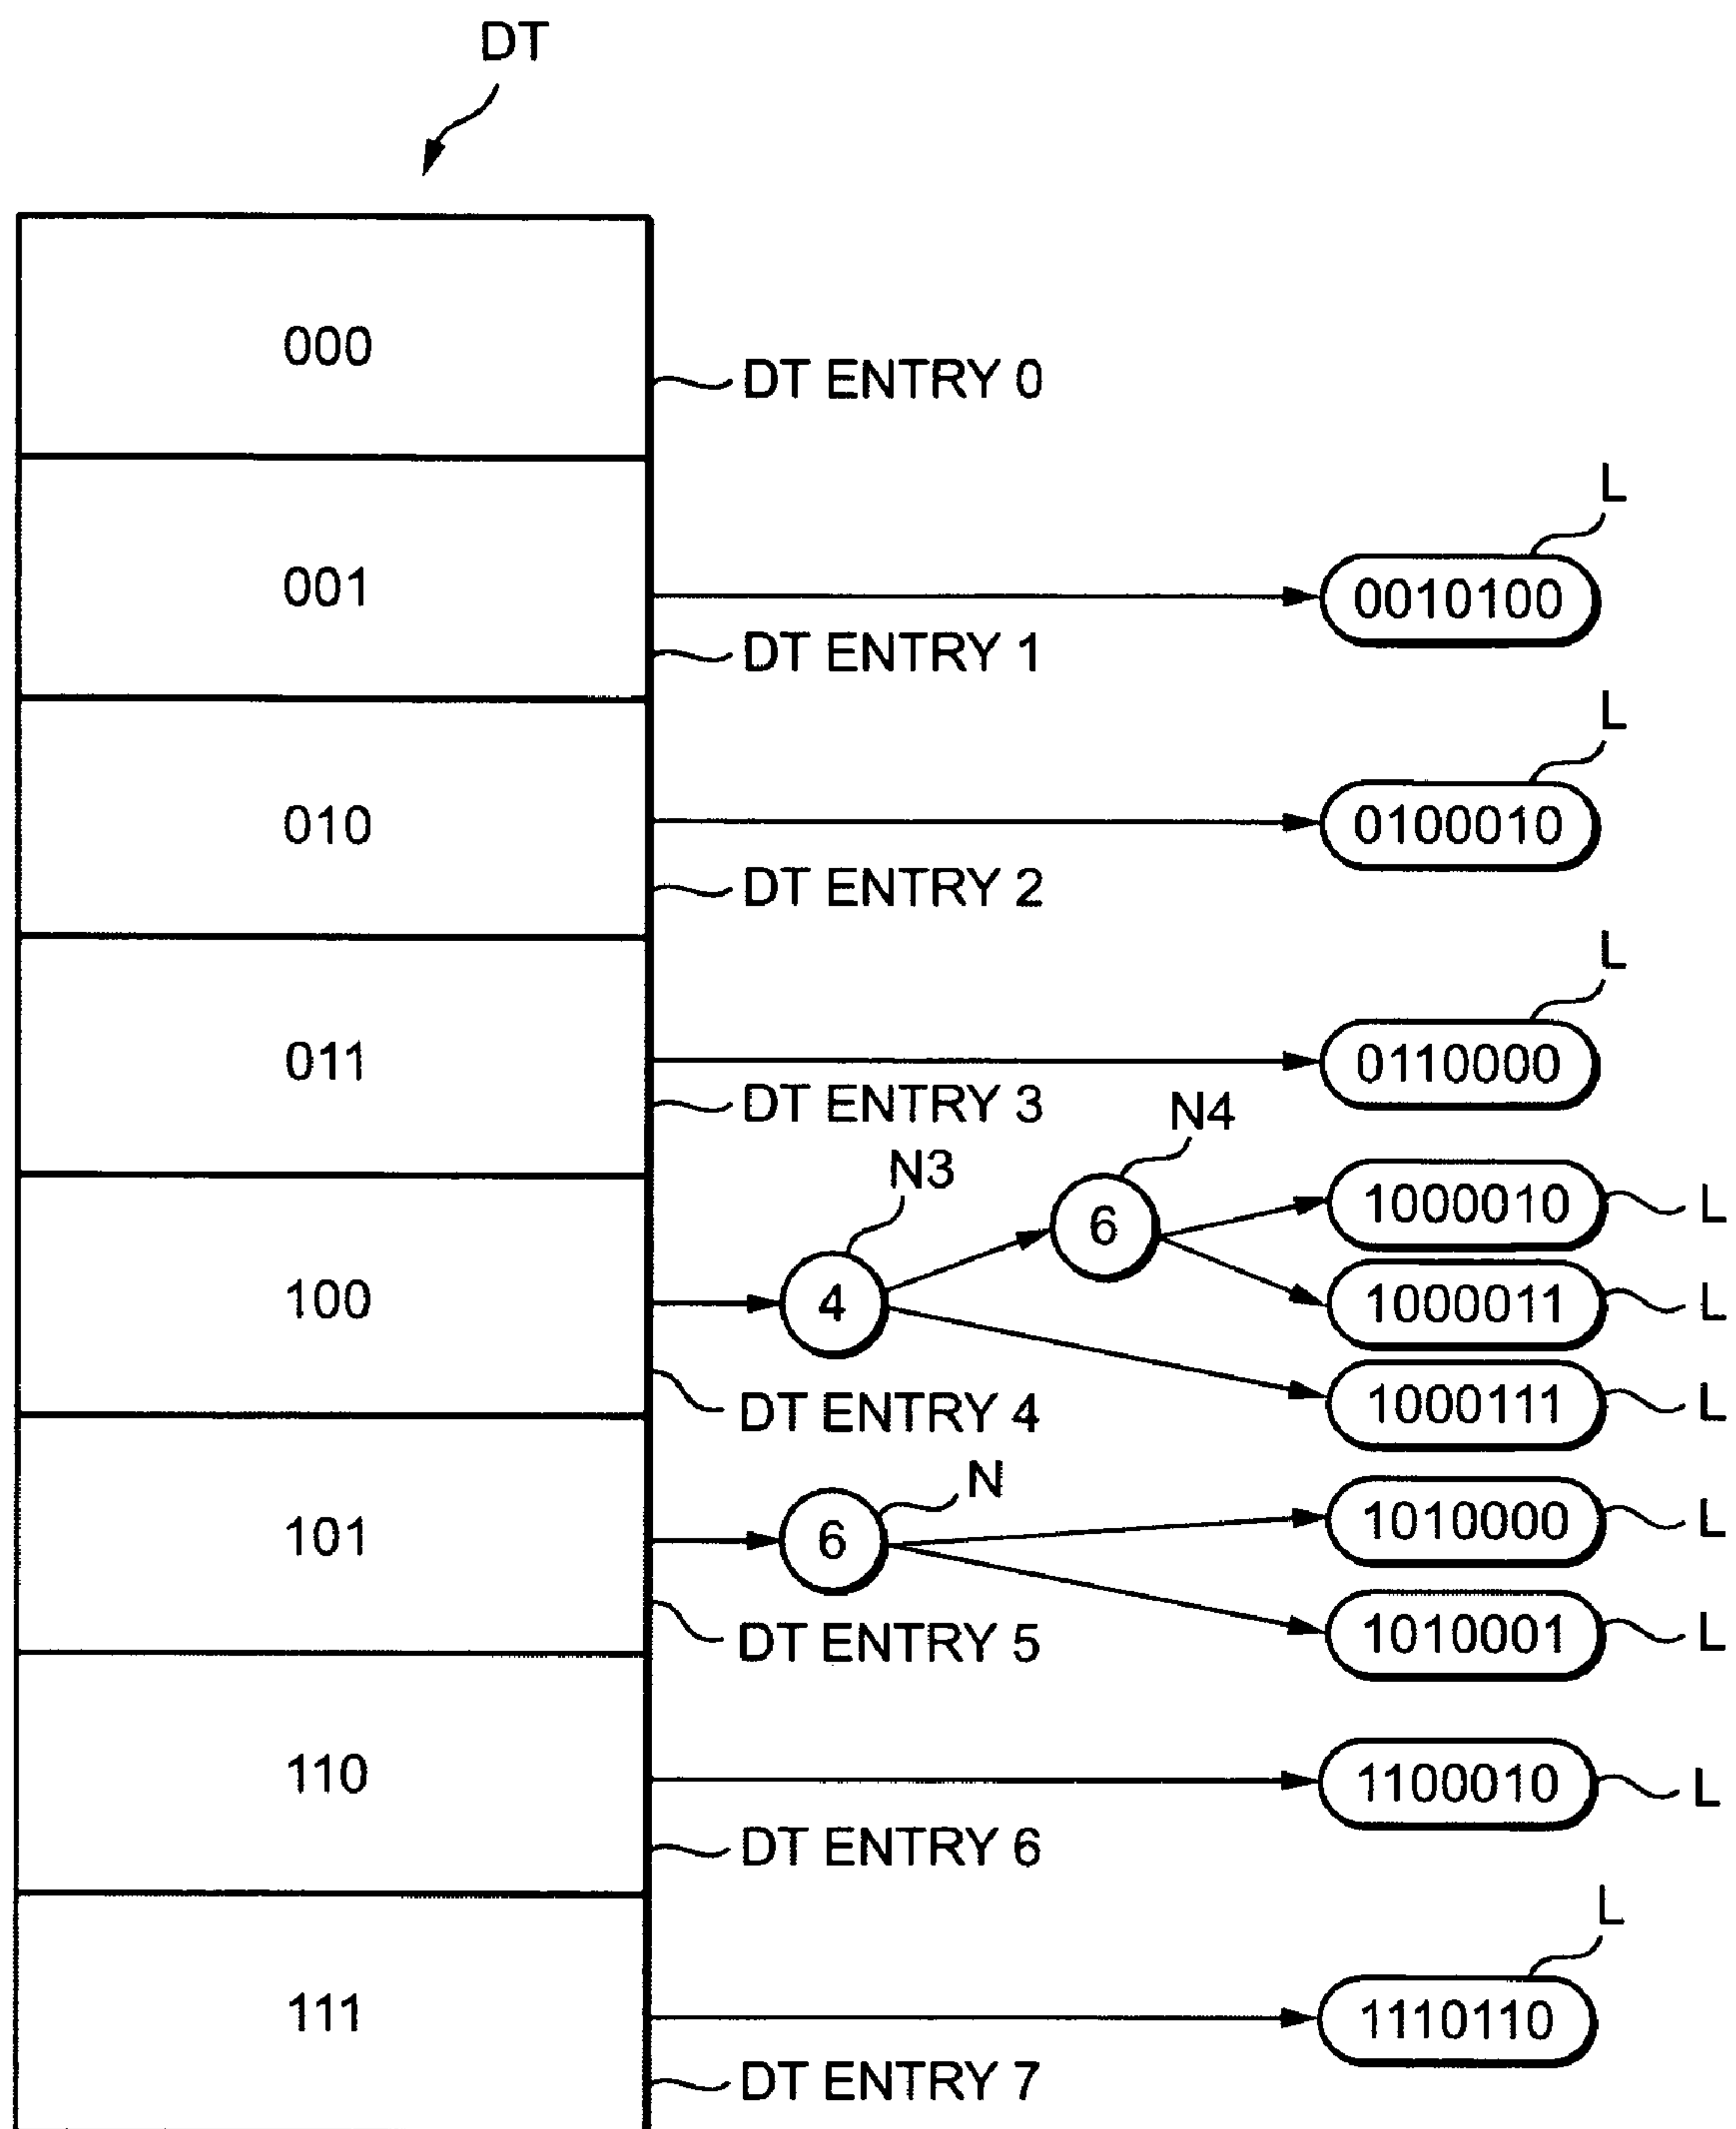 DT
000
DT ENTRY 0
001
L
0010100
DT ENTRY 1
010
L
0100010
DT ENTRY 2
011
L
0110000
DT ENTRY 3
100
N3
4
N4
6
1000010 L
1000011 L
1000111 L
DT ENTRY 4
101
N
6
1010000 L
1010001 L
DT ENTRY 5
110
1100010 L
DT ENTRY 6
111
L
1110110
DT ENTRY 7